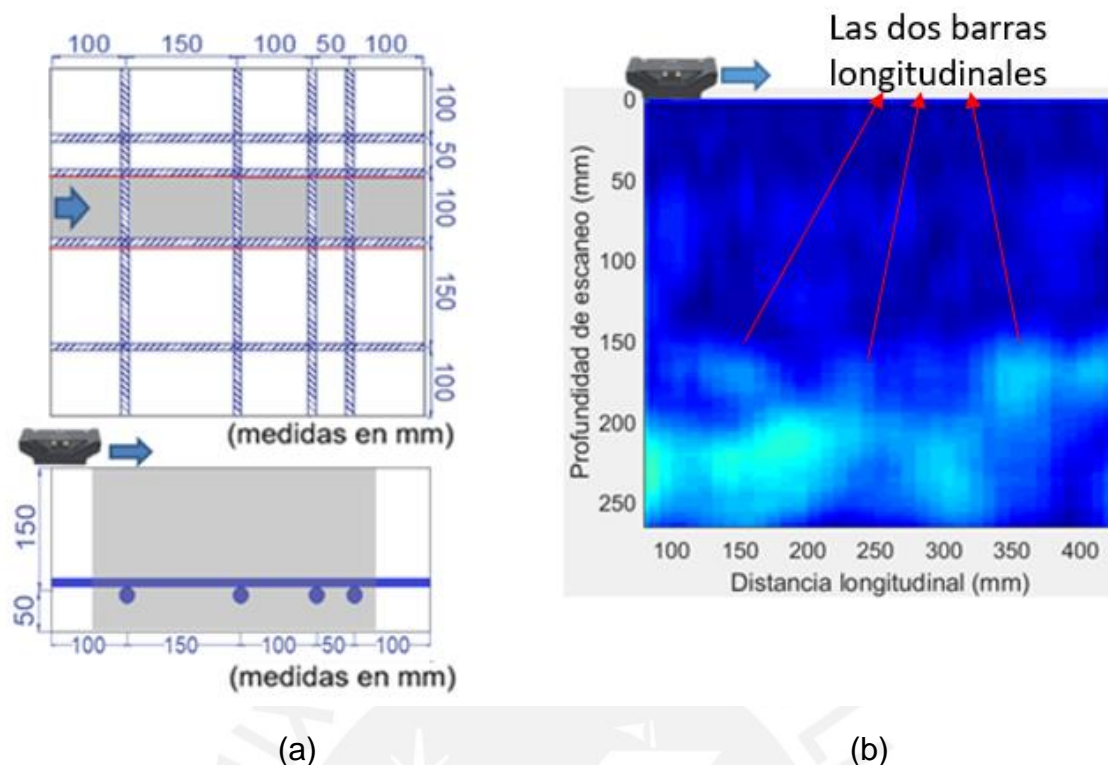 100 150 100 50 100
100
50
100
150
100
(medidas en mm)
150
50
100 150 100 50 100
(medidas en mm)
(a)
Las dos barras
longitudinales
0
50
100
150
200
250
Profundidad de escaneo (mm)
100 150 200 250 300 350 400
Distancia longitudinal (mm)
(b)